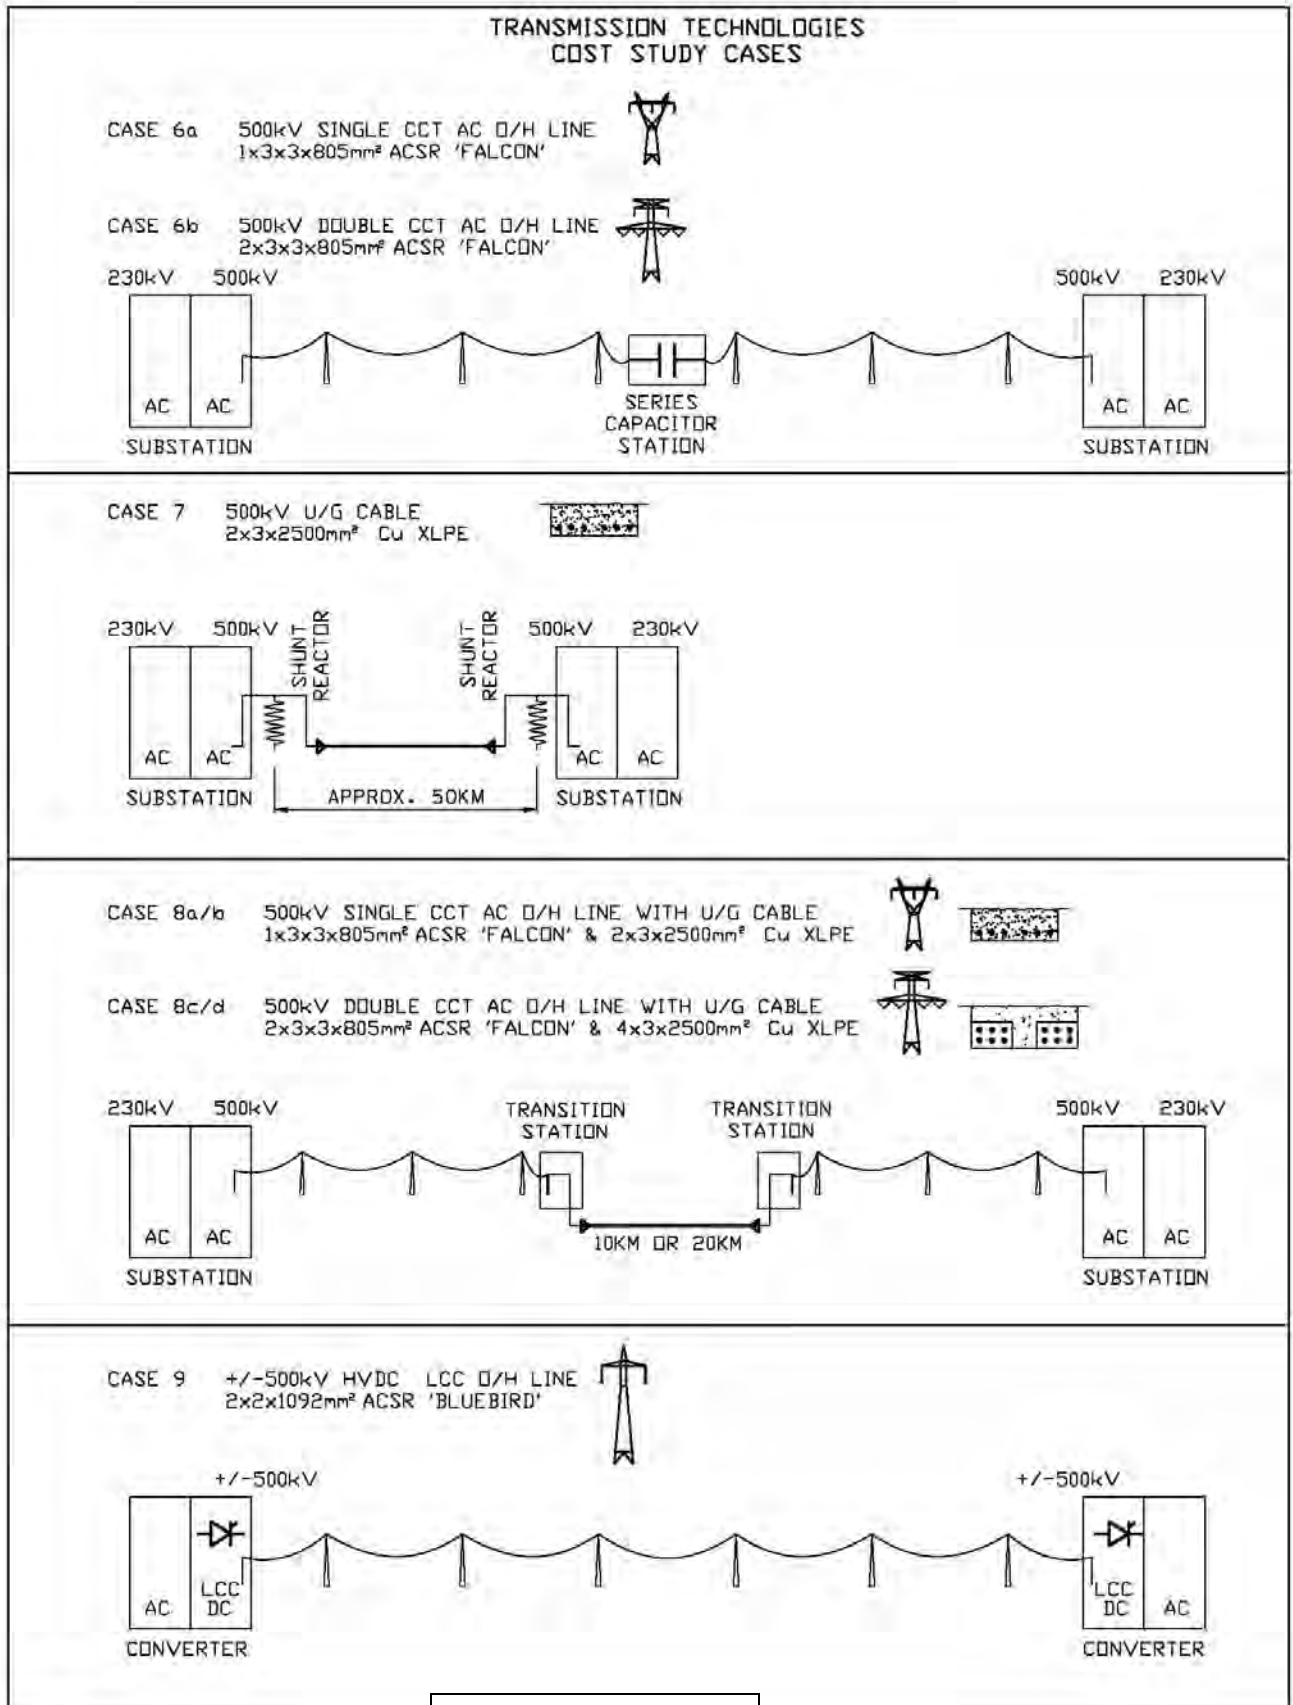 TRANSMISSION TECHNOLOGIES
COST STUDY CASES
CASE 6a 500kV SINGLE CCT AC O/H LINE
1x3x3x805mm² ACSR 'FALCON'
CASE 6b 500kV DOUBLE CCT AC O/H LINE
2x3x3x805mm² ACSR 'FALCON'
230kV 500kV 500kV 230kV
AC AC AC AC
SERIES
CAPACITOR
STATION
SUBSTATION SUBSTATION
CASE 7 500kV U/G CABLE
2x3x2500mm² Cu XLPE
230kV 500kV SHUNT REACTOR SHUNT REACTOR 500kV 230kV
AC AC AC AC
SUBSTATION APPROX. 50KM SUBSTATION
CASE 8a/b 500kV SINGLE CCT AC O/H LINE WITH U/G CABLE
1x3x3x805mm² ACSR 'FALCON' & 2x3x2500mm² Cu XLPE
CASE 8c/d 500kV DOUBLE CCT AC O/H LINE WITH U/G CABLE
2x3x3x805mm² ACSR 'FALCON' & 4x3x2500mm² Cu XLPE
230kV 500kV TRANSITION STATION TRANSITION STATION 500kV 230kV
10KM OR 20KM
AC AC AC AC
SUBSTATION SUBSTATION
CASE 9 +/-500kV HVDC LCC O/H LINE
2x2x1092mm² ACSR 'BLUEBIRD'
+/-500kV +/-500kV
AC LCC DC LCC DC AC
CONVERTER CONVERTER